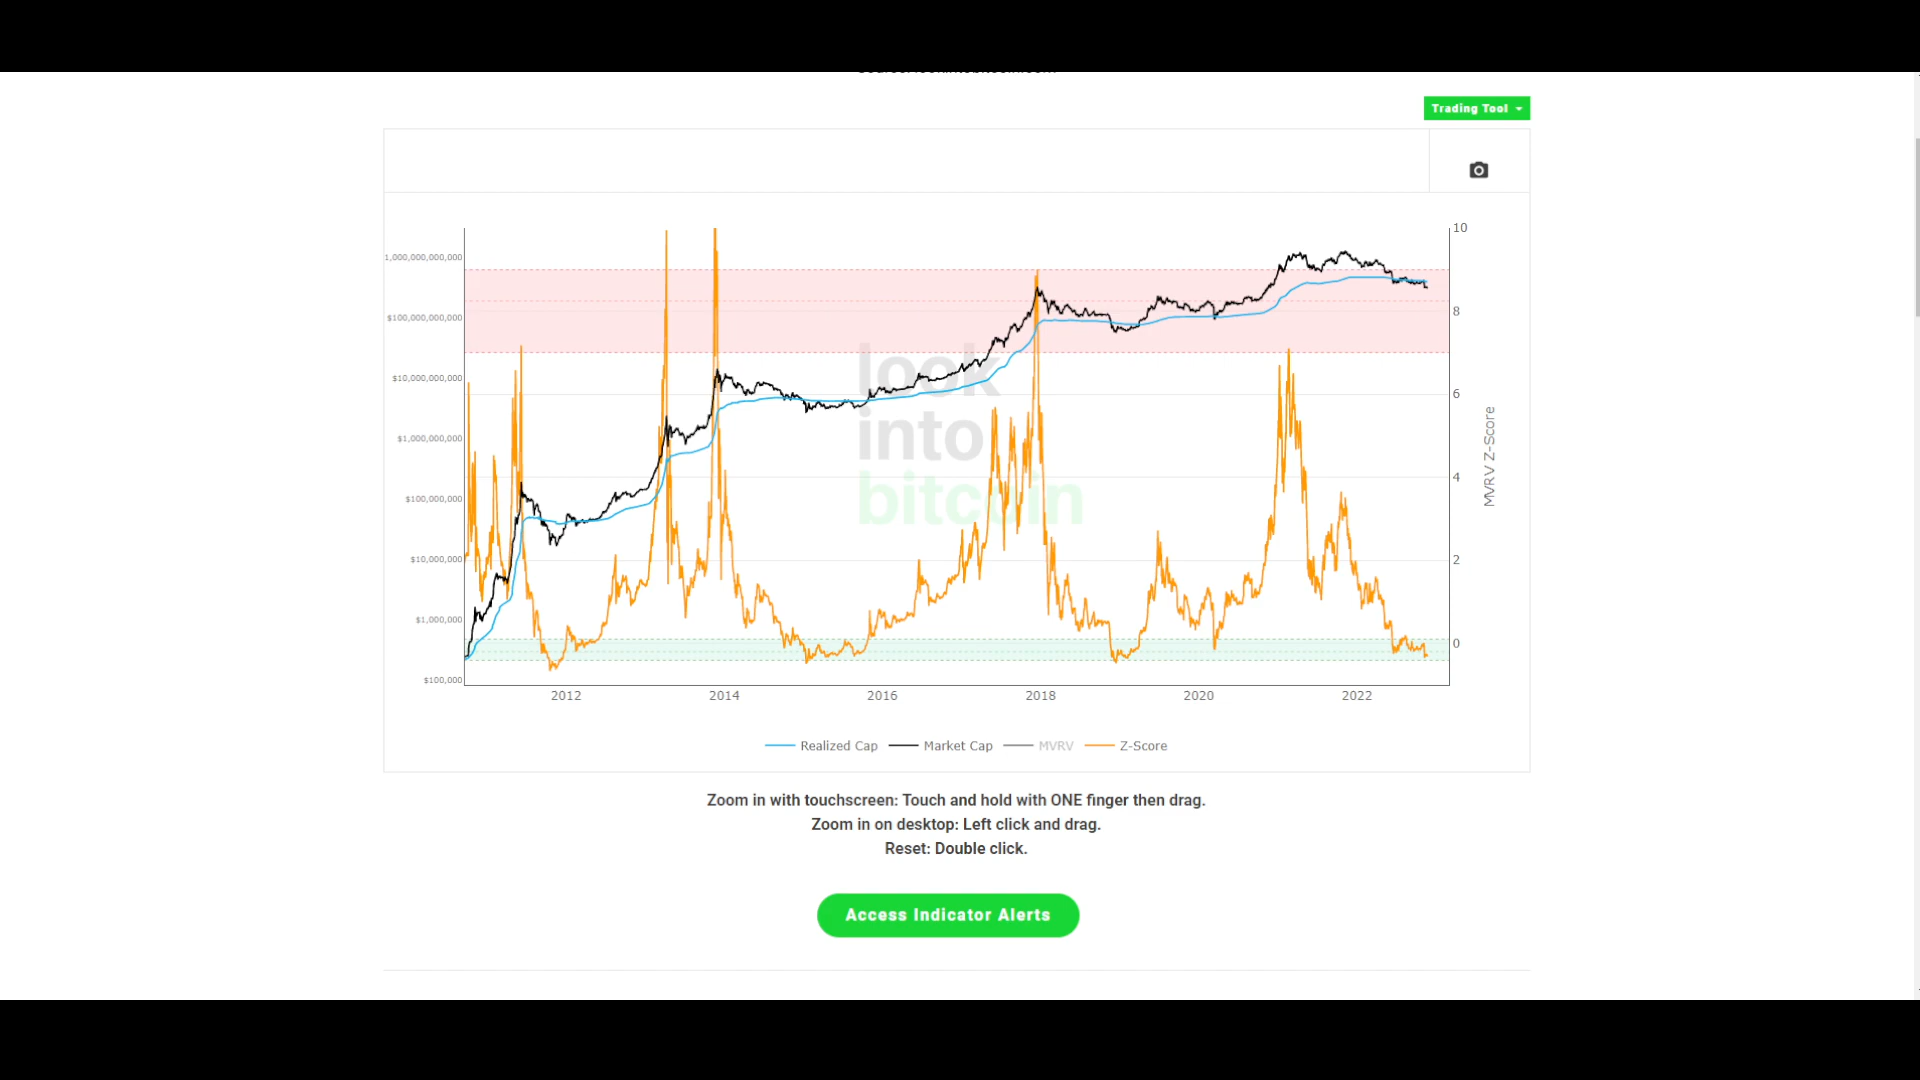 Trading Tool
10
1,000,000,000,000
8
$100,000,000,000
look
$10,000,000,000
6
into
$1,000,000,000
MVRV Z-Score
4
$100,000,000
bitcoin
$10,000,000
2
$1,000,000
0
$100,000
2012 2014 2016 2018 2020 2022
Realized Cap Market Cap MVRV Z-Score
Zoom in with touchscreen: Touch and hold with ONE finger then drag.
Zoom in on desktop: Left click and drag.
Reset: Double click.
Access Indicator Alerts